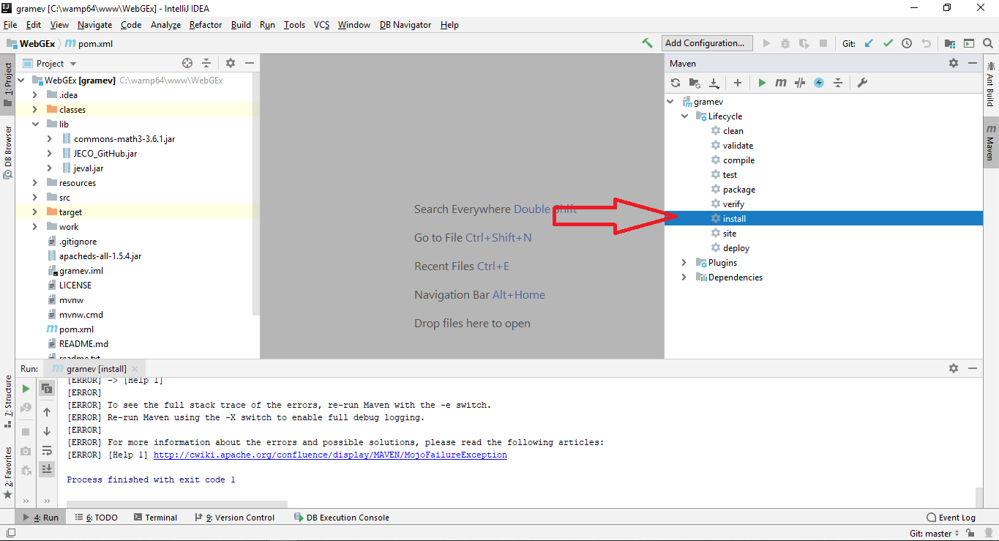 gramev [C:\wamp64\www\WebGEx] - IntelliJ IDEA
File Edit View Navigate Code Analyze Refactor Build Run Tools VCS Window DB Navigator Help
WebGEx pom.xml Add Configuration... Git:
Project
Maven
1: Project
DB Browser
7: Structure
2: Favorites
WebGEx [gramev] C:\wamp64\www\WebGEx
.idea
classes
lib
commons-math3-3.6.1.jar
JECO_GitHub.jar
jeval.jar
resources
src
target
work
.gitignore
apacheds-all-1.5.4.jar
gramev.iml
LICENSE
mvnw
mvnw.cmd
pom.xml
README.md
readme.txt
Search Everywhere Double Shift
Go to File Ctrl+Shift+N
Recent Files Ctrl+E
Navigation Bar Alt+Home
Drop files here to open
gramev
Lifecycle
clean
validate
compile
test
package
verify
install
site
deploy
Plugins
Dependencies
Ant Build
Maven
Run: gramev [install]
[ERROR] -> [Help 1]
[ERROR]
[ERROR] To see the full stack trace of the errors, re-run Maven with the -e switch.
[ERROR] Re-run Maven using the -X switch to enable full debug logging.
[ERROR]
[ERROR] For more information about the errors and possible solutions, please read the following articles:
[ERROR] [Help 1] http://cwiki.apache.org/confluence/display/MAVEN/MojoFailureException
Process finished with exit code 1
4: Run 6: TODO Terminal 9: Version Control DB Execution Console Event Log
Git: master